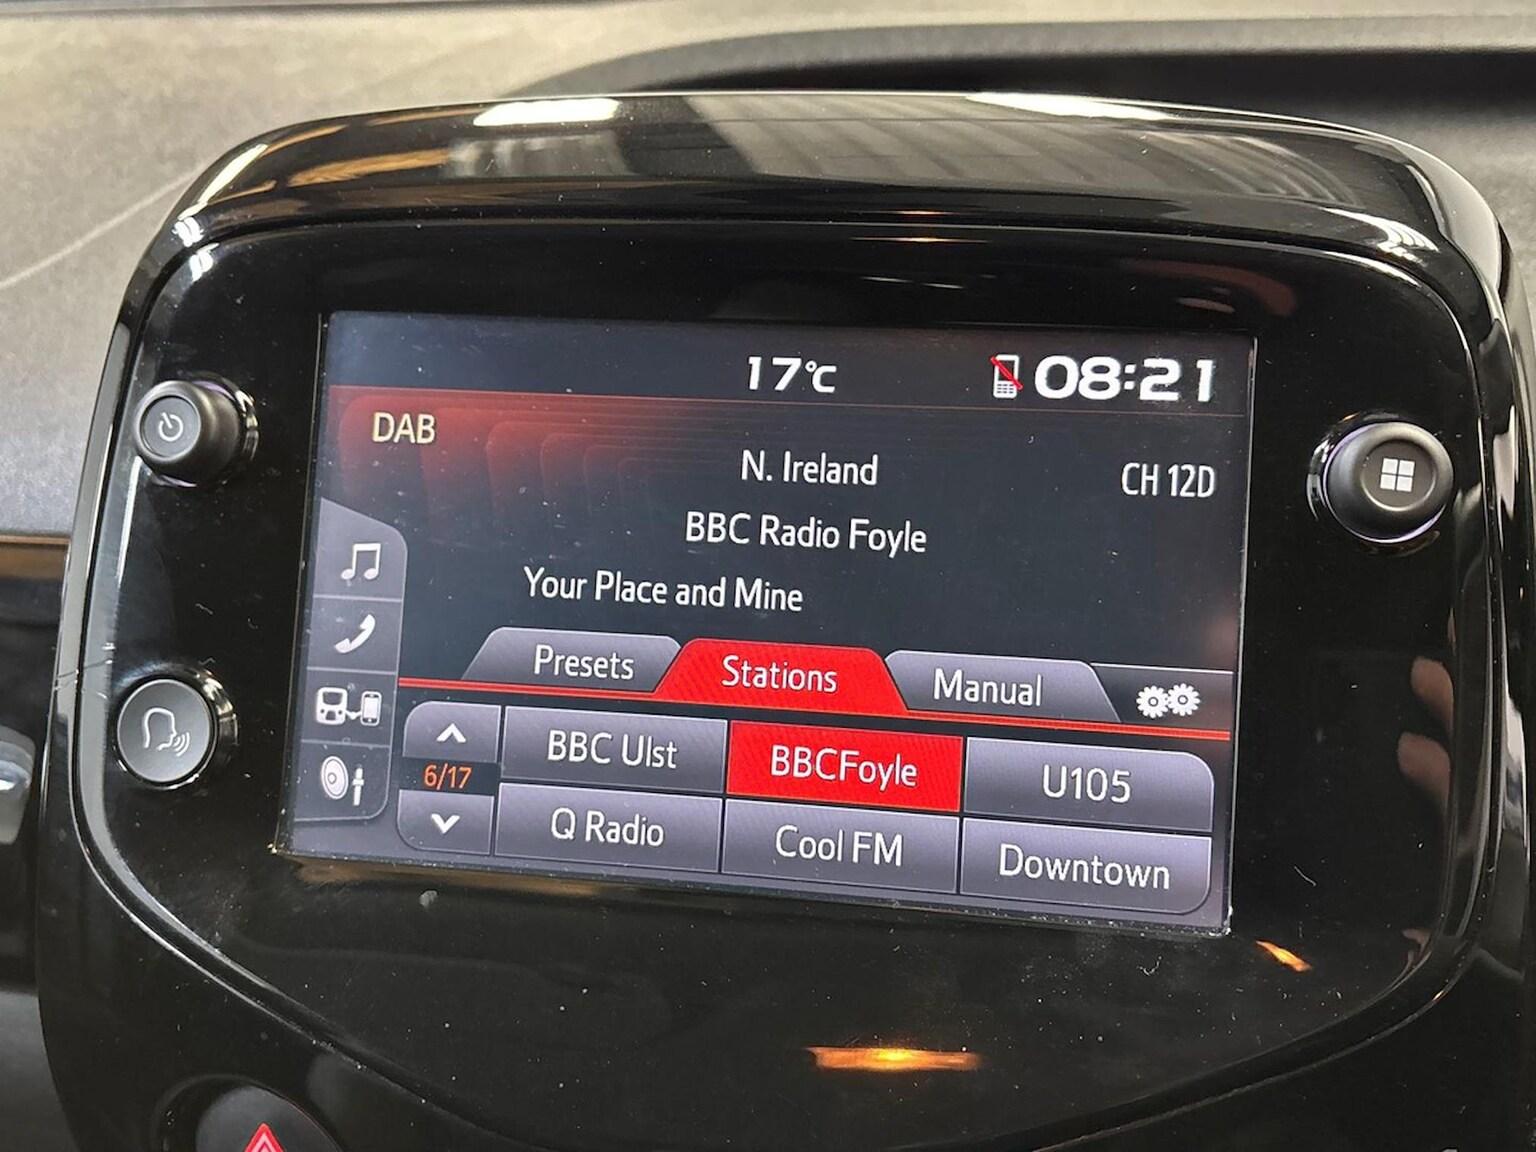 17°C 08:21
DAB
N. Ireland CH 12D
BBC Radio Foyle
Your Place and Mine
Presets Stations Manual
BBC Ulst BBCFoyle U105
6/17
Q Radio Cool FM Downtown